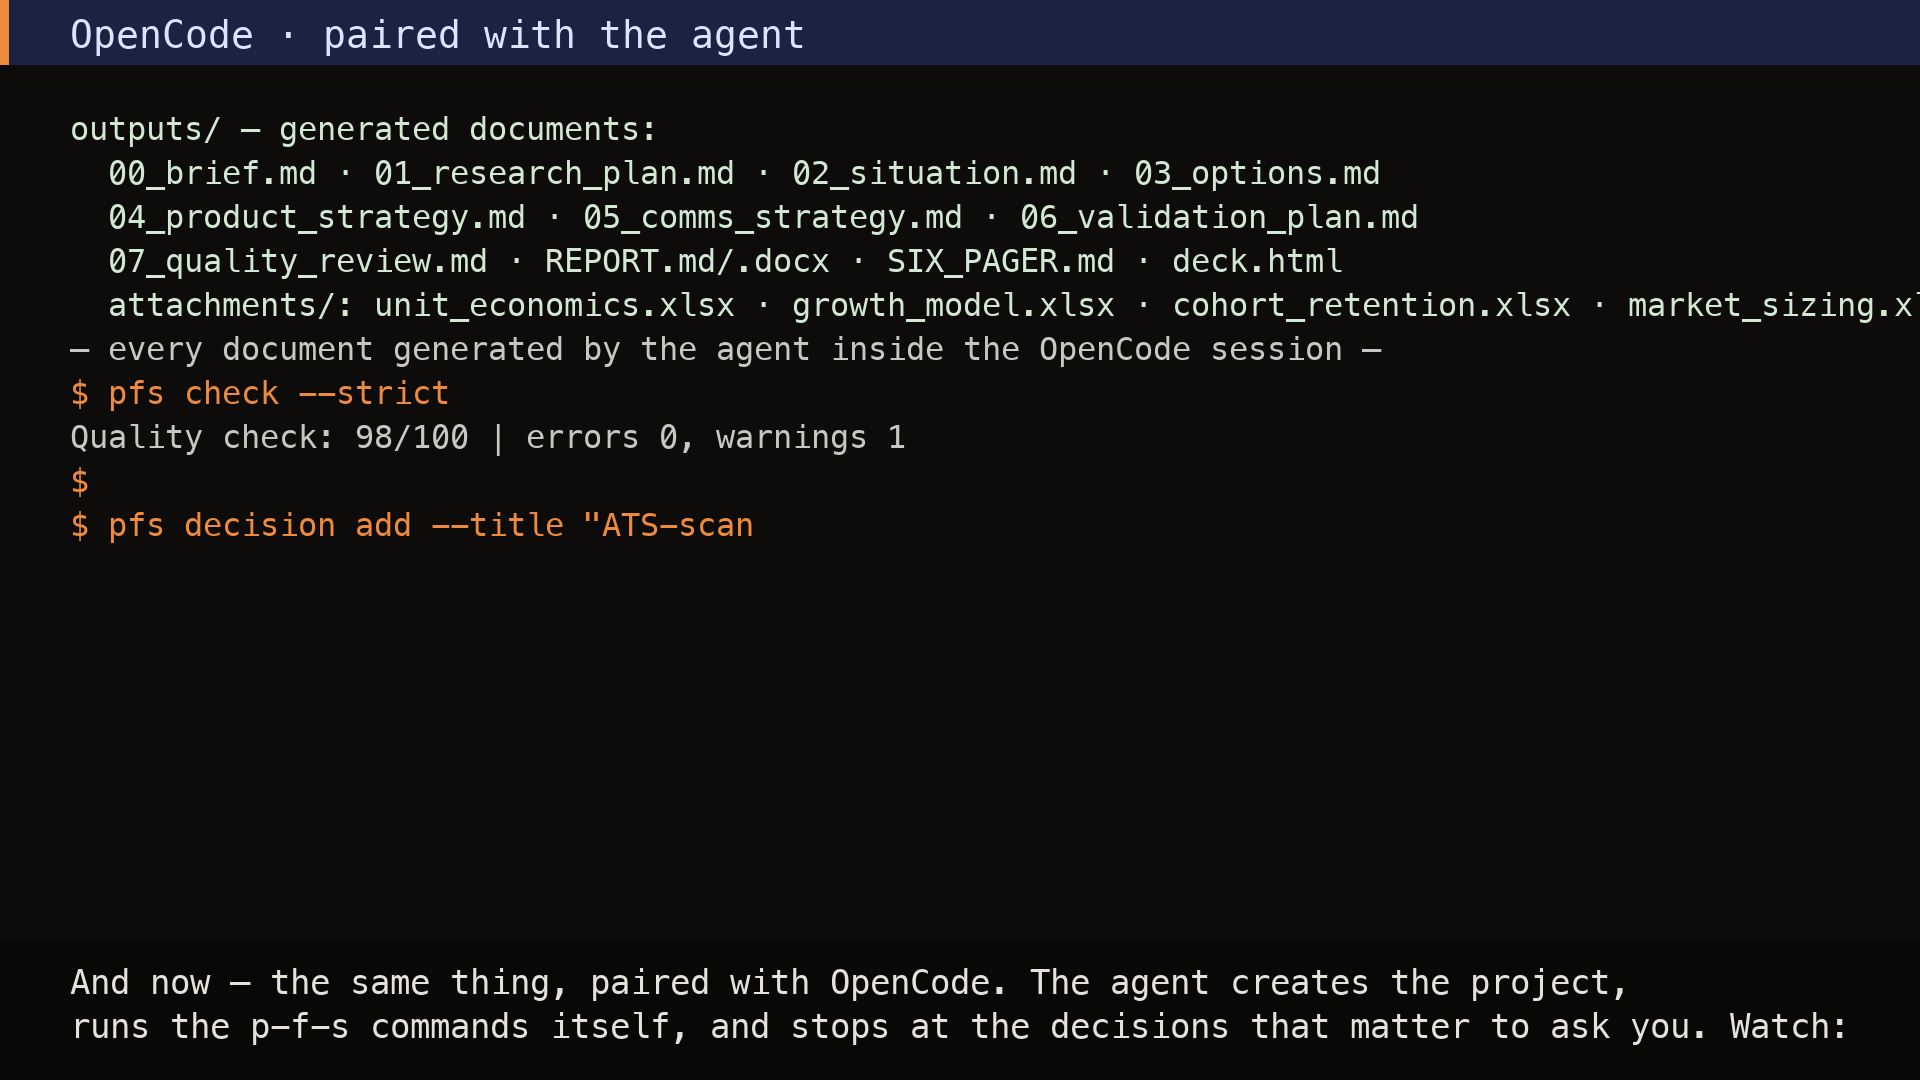 OpenCode · paired with the agent
outputs/ — generated documents:
00_brief.md · 01_research_plan.md · 02_situation.md · 03_options.md
04_product_strategy.md · 05_comms_strategy.md · 06_validation_plan.md
07_quality_review.md · REPORT.md/.docx · SIX_PAGER.md · deck.html
attachments/: unit_economics.xlsx · growth_model.xlsx · cohort_retention.xlsx · market_sizing.xl
— every document generated by the agent inside the OpenCode session —
$ pfs check --strict
Quality check: 98/100 | errors 0, warnings 1
$
$ pfs decision add --title "ATS-scan
And now — the same thing, paired with OpenCode. The agent creates the project,
runs the p-f-s commands itself, and stops at the decisions that matter to ask you. Watch: